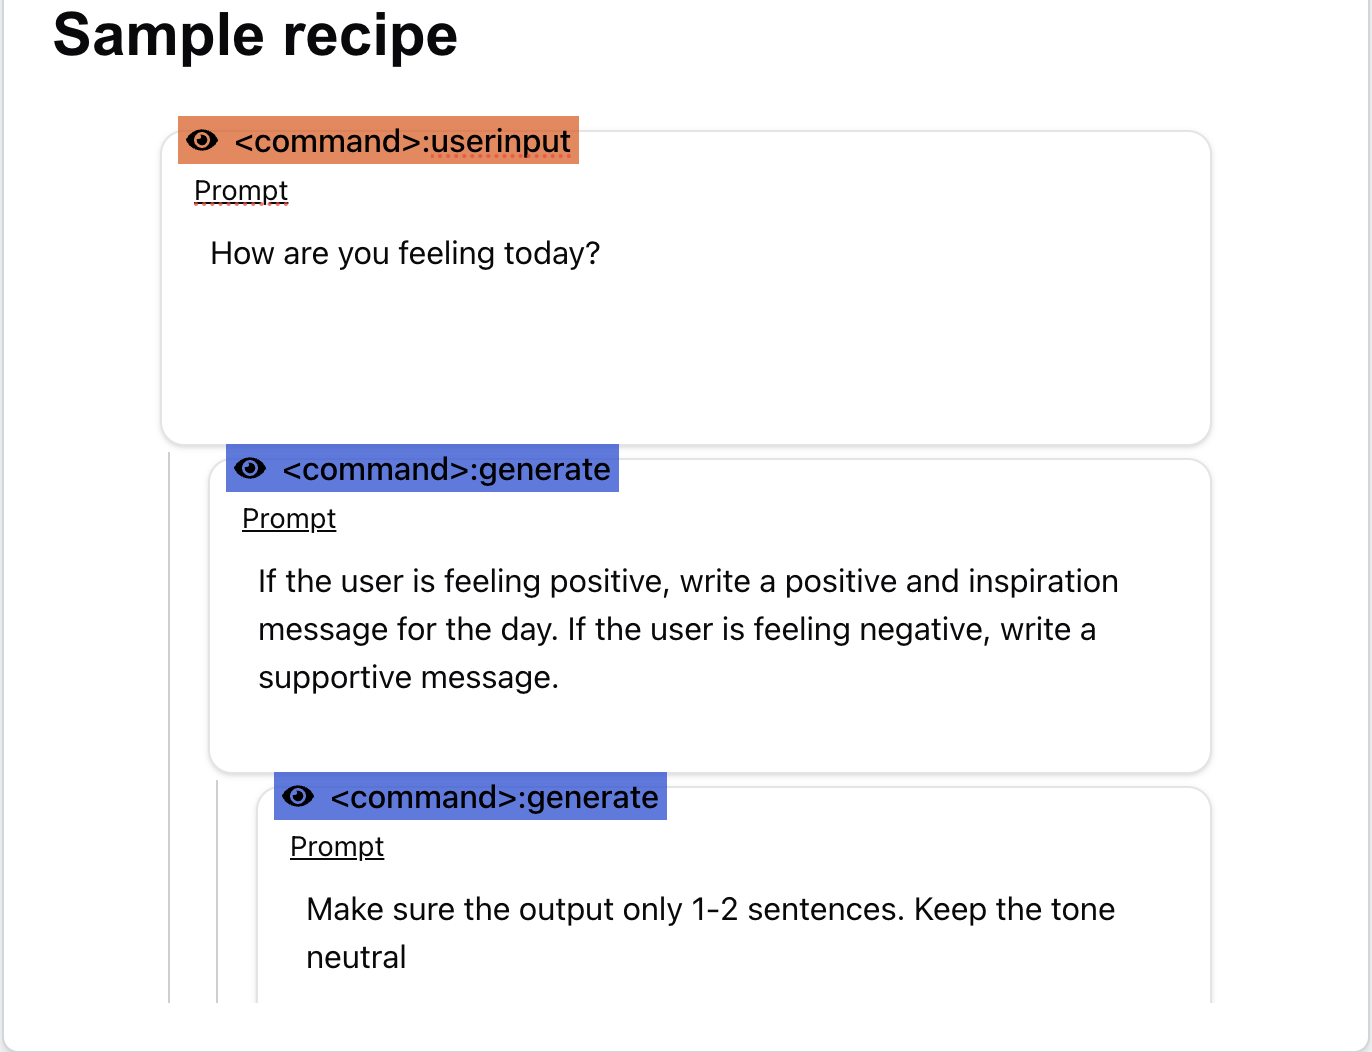 Sample recipe
<command>:userinput
Prompt
How are you feeling today?
<command>:generate
Prompt
If the user is feeling positive, write a positive and inspiration
message for the day. If the user is feeling negative, write a
supportive message.
<command>:generate
Prompt
Make sure the output only 1-2 sentences. Keep the tone
neutral